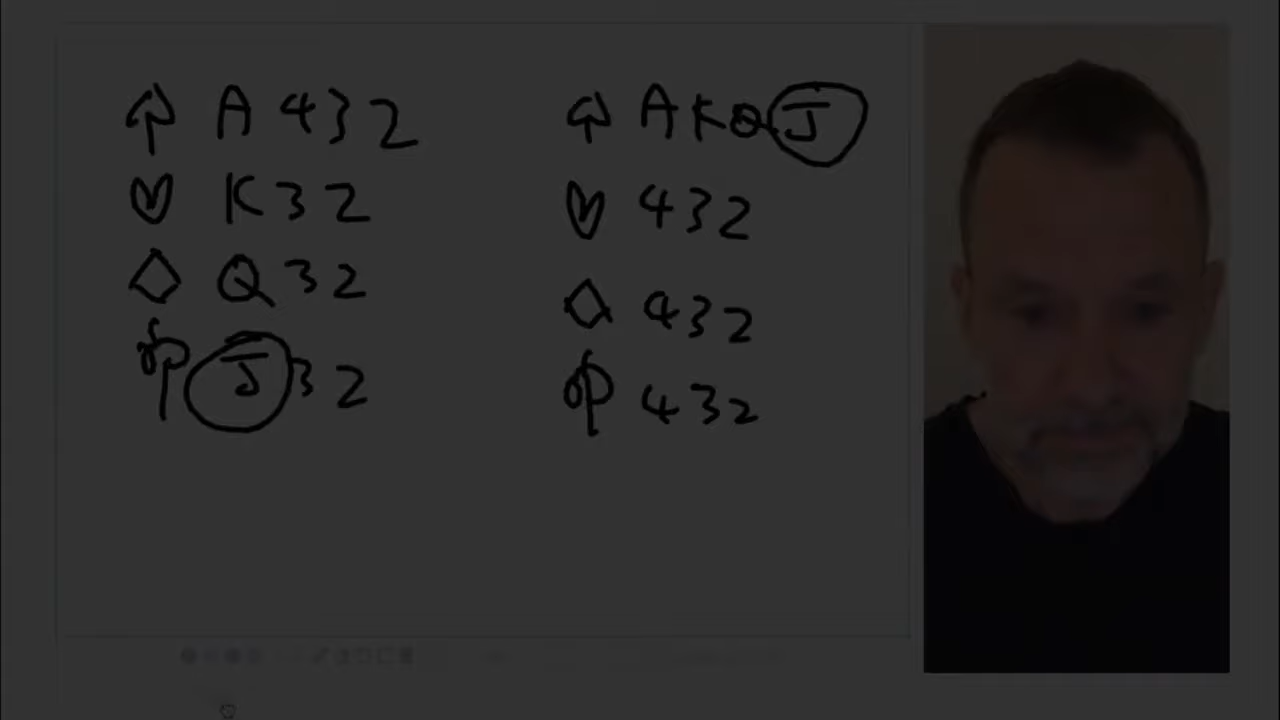 ♤ A 4 3 2
♡ K 3 2
◇ Q 3 2
♧ J 3 2
♤ A K Q J
♡ 4 3 2
◇ 4 3 2
♧ 4 3 2